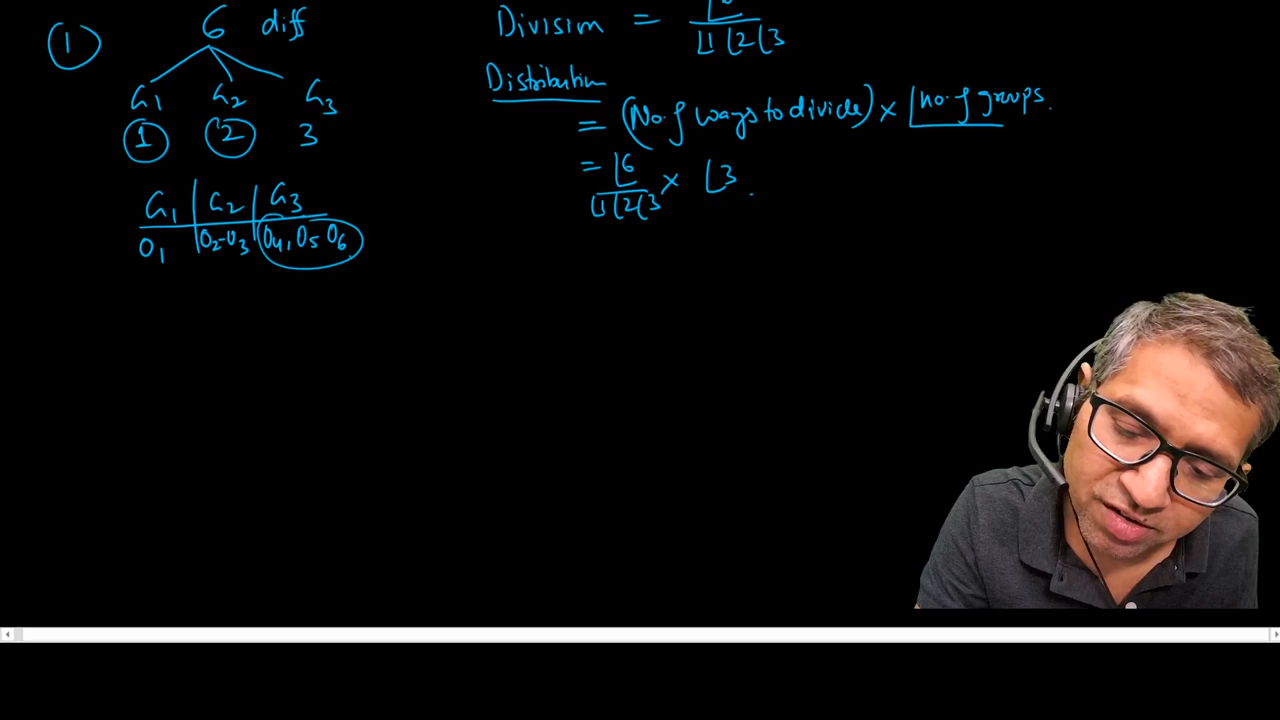 ① 6 diff
G1 G2 G3
1 2 3
G1 | G2 | G3
O1 | O2-O3 | O4, O5 O6
Division = ⌊6 / ⌊1 ⌊2 ⌊3
Distribution
= (No. of ways to divide) × ⌊no. of groups.
= ⌊6 / ⌊1 ⌊2 ⌊3 × ⌊3.